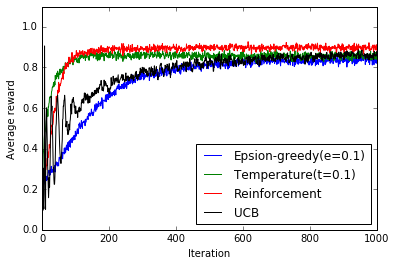 1.0
0.8
0.6
0.4
0.2
0.0
Average reward
Epsion-greedy(e=0.1)
Temperature(t=0.1)
Reinforcement
UCB
0 200 400 600 800 1000
Iteration